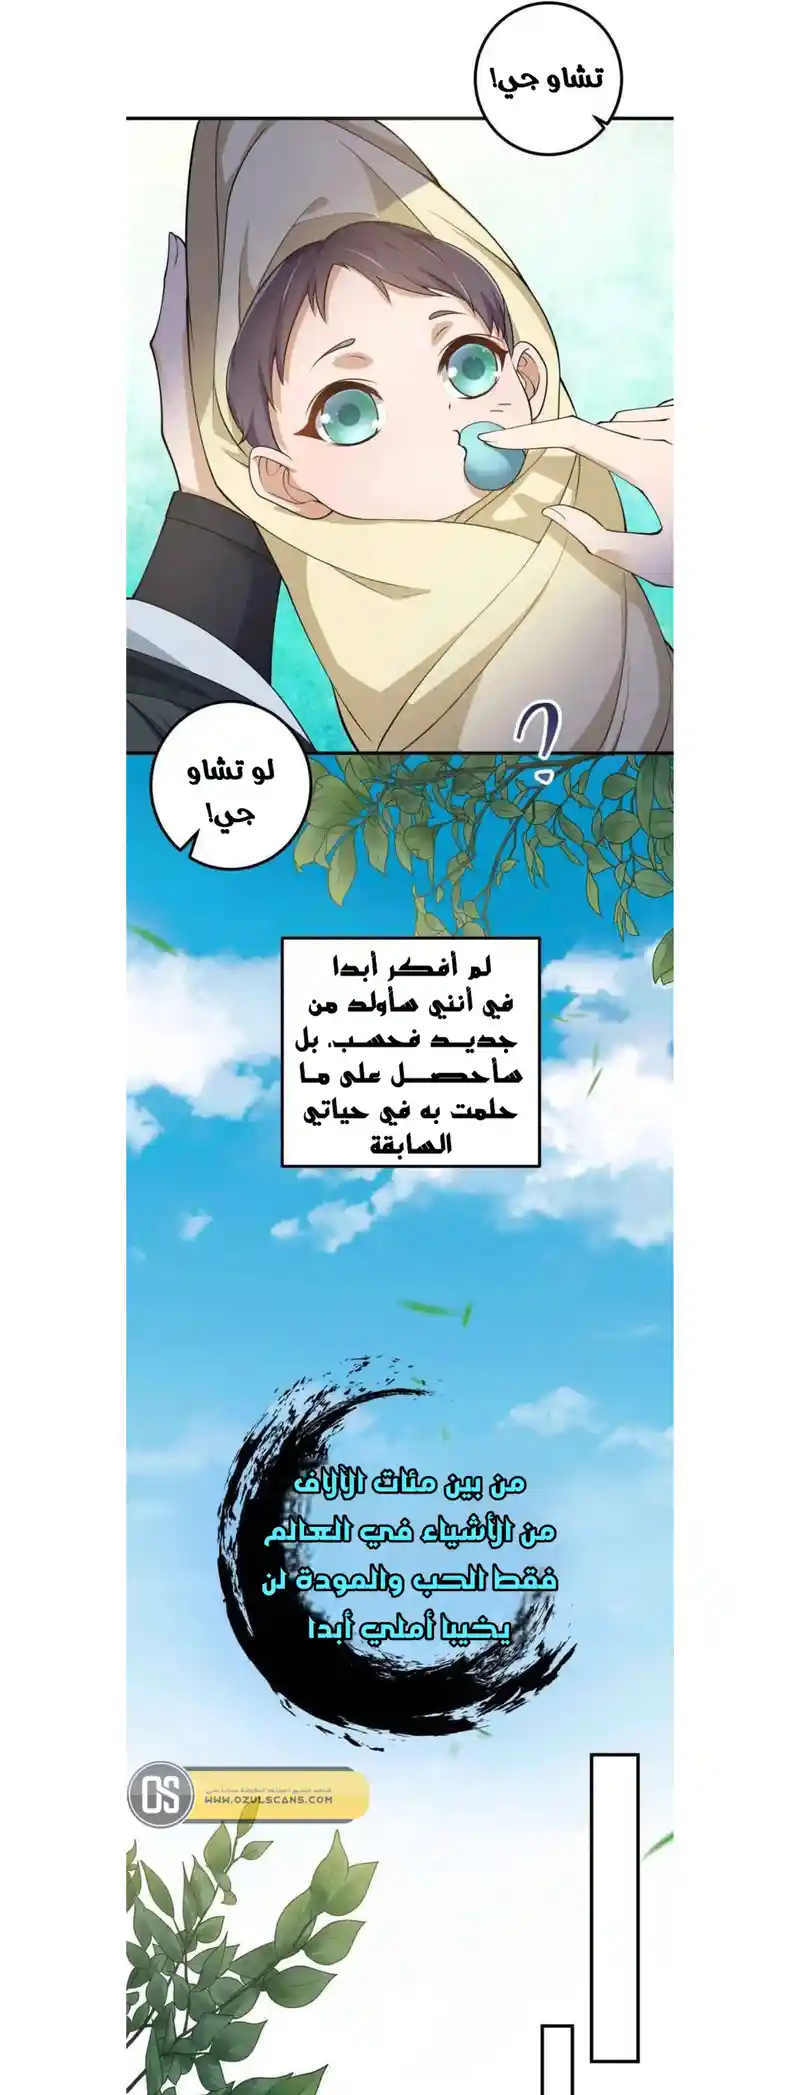 تشاو جي!
لو تشاو
جي!
لم أفكر أبدا
في أنني سأولد من
جديد فحسب، بل
سأحصل على ما
حلمت به في حياتي
السابقة
من بين مئات الآلاف
من الأشياء في العالم
فقط الحب والمودة لن
يخيبا أملي أبدا
OS
WWW.OZULSCANS.COM